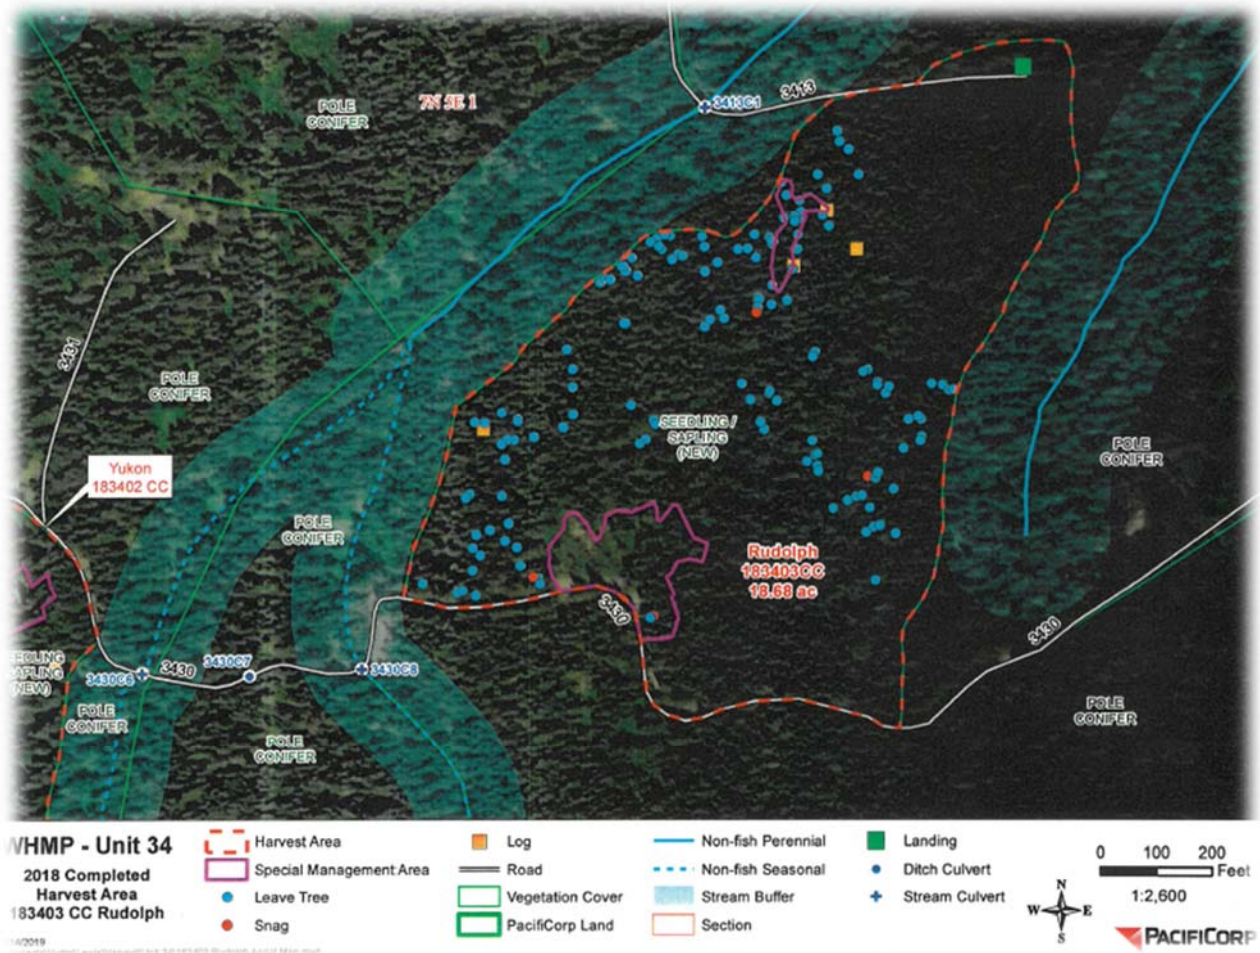 POLE
CONIFER
7N 5E 1
3413C1
3413
3431
POLE
CONIFER
Yukon
183402 CC
SEEDLING /
SAPLING
(NEW)
POLE
CONIFER
POLE
CONIFER
Rudolph
183403CC
18.68 ac
3430
3430
3430C7
3430C6
3430
3430C8
(NEW)
POLE
CONIFER
POLE
CONIFER
POLE
CONIFER
WHMP - Unit 34
2018 Completed
Harvest Area
183403 CC Rudolph
Harvest Area
Special Management Area
Leave Tree
Snag
Log
Road
Vegetation Cover
PacifiCorp Land
Non-fish Perennial
Non-fish Seasonal
Stream Buffer
Section
Landing
Ditch Culvert
Stream Culvert
N
W E
S
0 100 200
Feet
1:2,600
PACIFICORP